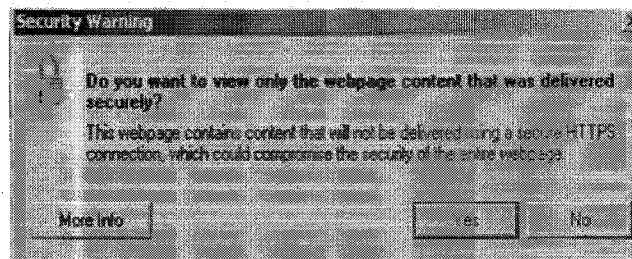 Security Warning
Do you want to view only the webpage content that was delivered
securely?
This webpage contains content that will not be delivered using a secure HTTPS
connection, which could compromise the security of the entire webpage.
More Info
Yes
No